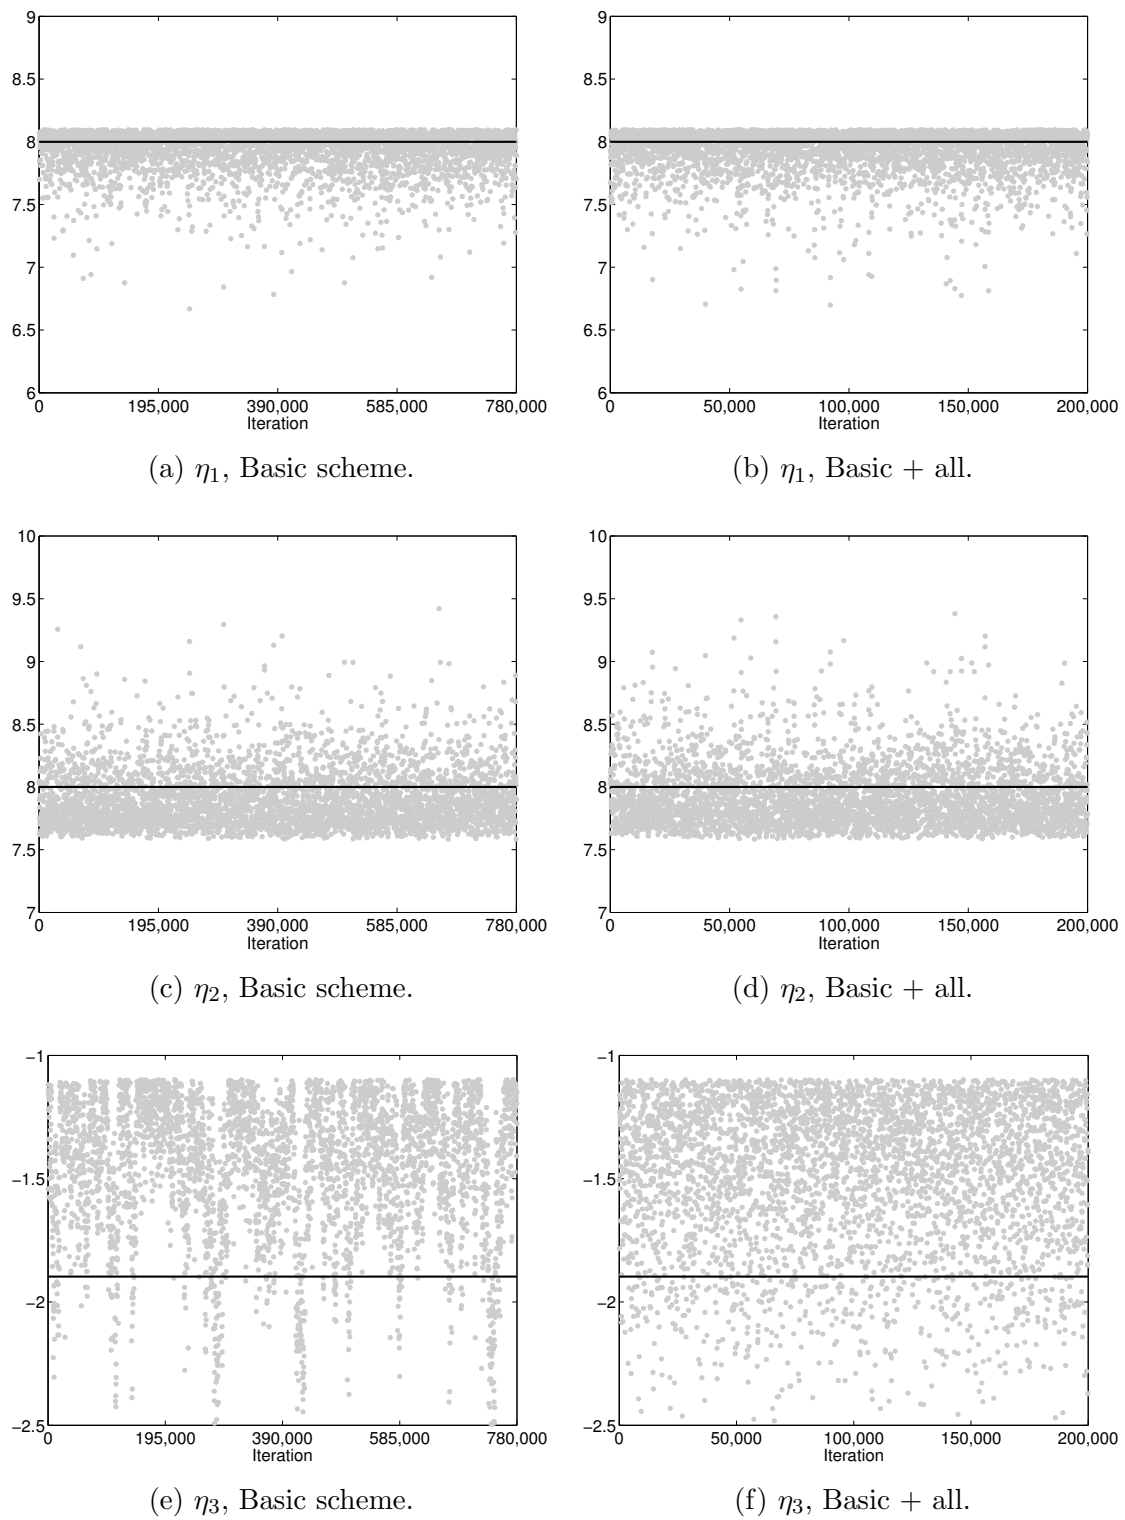 9
8.5
8
7.5
7
6.5
6
0 195,000 390,000 585,000 780,000
Iteration
(a) η₁, Basic scheme.
9
8.5
8
7.5
7
6.5
6
0 50,000 100,000 150,000 200,000
Iteration
(b) η₁, Basic + all.
10
9.5
9
8.5
8
7.5
7
0 195,000 390,000 585,000 780,000
Iteration
(c) η₂, Basic scheme.
10
9.5
9
8.5
8
7.5
7
0 50,000 100,000 150,000 200,000
Iteration
(d) η₂, Basic + all.
−1
−1.5
−2
−2.5
0 195,000 390,000 585,000 780,000
Iteration
(e) η₃, Basic scheme.
−1
−1.5
−2
−2.5
0 50,000 100,000 150,000 200,000
Iteration
(f) η₃, Basic + all.